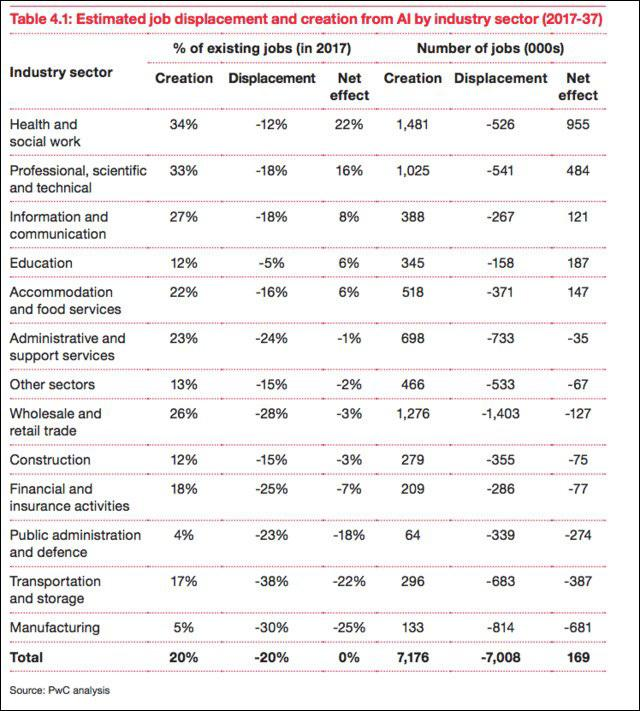 Table 4.1: Estimated job displacement and creation from AI by industry sector (2017-37)
% of existing jobs (in 2017) Number of jobs (000s)
Industry sector Creation Displacement Net effect Creation Displacement Net effect
Health and social work 34% -12% 22% 1,481 -526 955
Professional, scientific and technical 33% -18% 16% 1,025 -541 484
Information and communication 27% -18% 8% 388 -267 121
Education 12% -5% 6% 345 -158 187
Accommodation and food services 22% -16% 6% 518 -371 147
Administrative and support services 23% -24% -1% 698 -733 -35
Other sectors 13% -15% -2% 466 -533 -67
Wholesale and retail trade 26% -28% -3% 1,276 -1,403 -127
Construction 12% -15% -3% 279 -355 -75
Financial and insurance activities 18% -25% -7% 209 -286 -77
Public administration and defence 4% -23% -18% 64 -339 -274
Transportation and storage 17% -38% -22% 296 -683 -387
Manufacturing 5% -30% -25% 133 -814 -681
Total 20% -20% 0% 7,176 -7,008 169
Source: PwC analysis